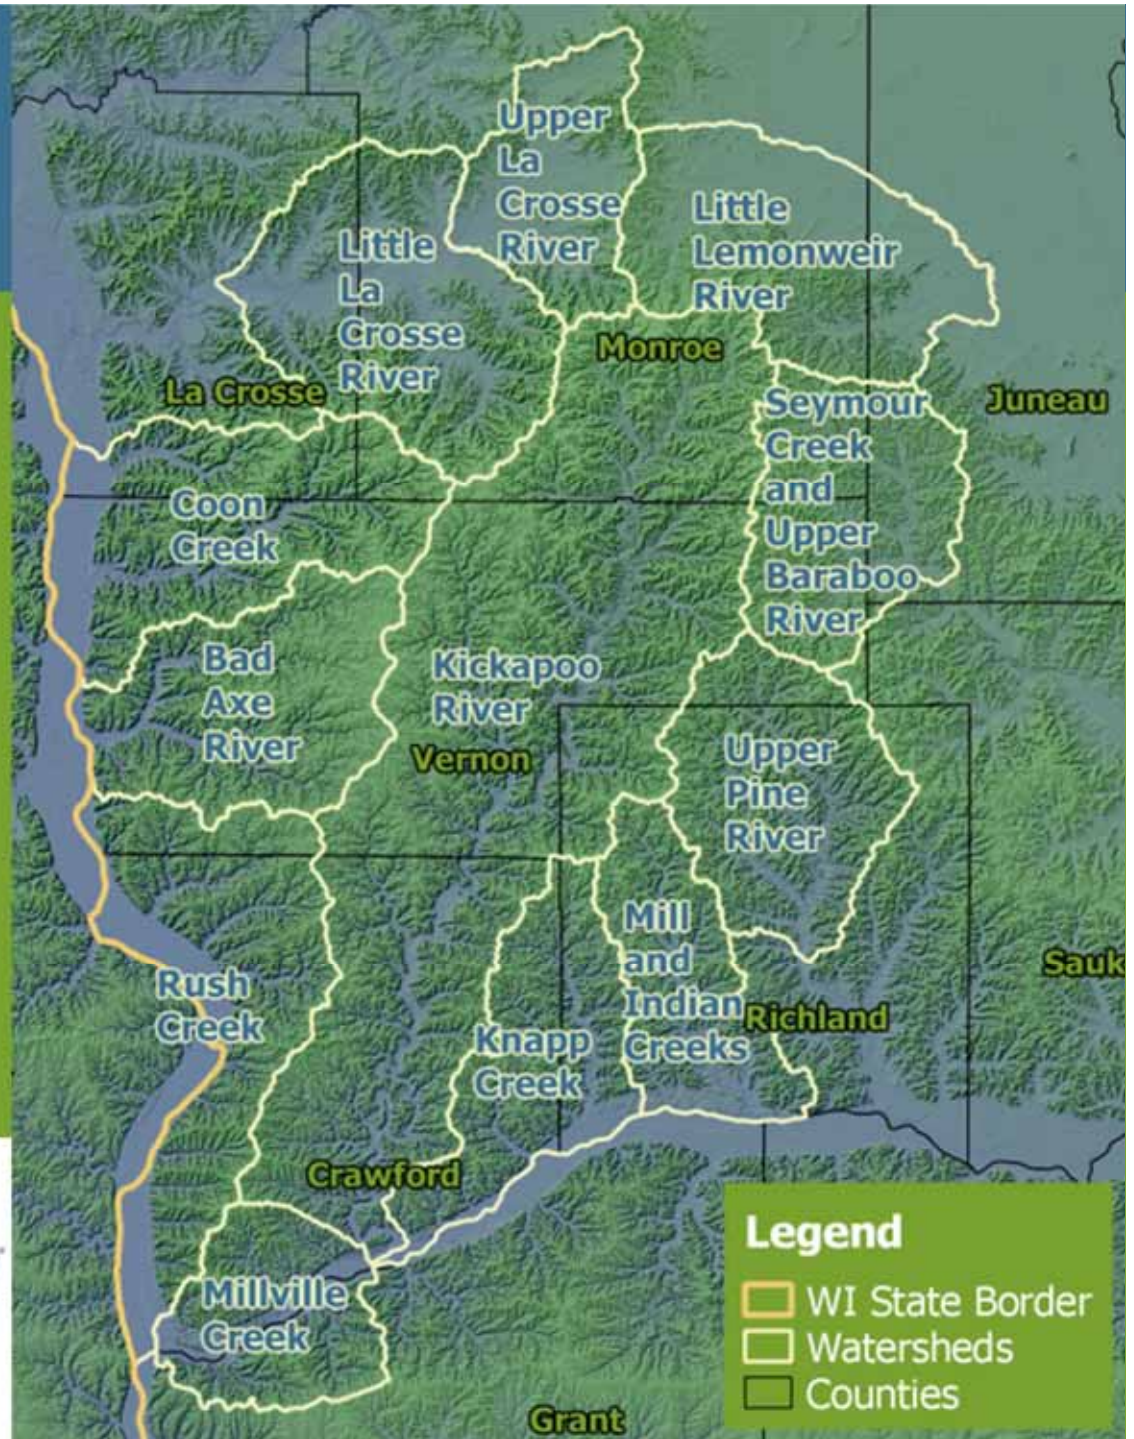 Upper
La
Crosse
River
Little
Lemonweir
River
Little
La
Crosse
River
Monroe
La Crosse
Juneau
Seymour
Creek
and
Upper
Baraboo
River
Coon
Creek
Bad
Axe
River
Kickapoo
River
Vernon
Upper
Pine
River
Mill
and
Indian
Creeks
Sauk
Rush
Creek
Richland
Knapp
Creek
Crawford
Millville
Creek
Grant
Legend
WI State Border
Watersheds
Counties